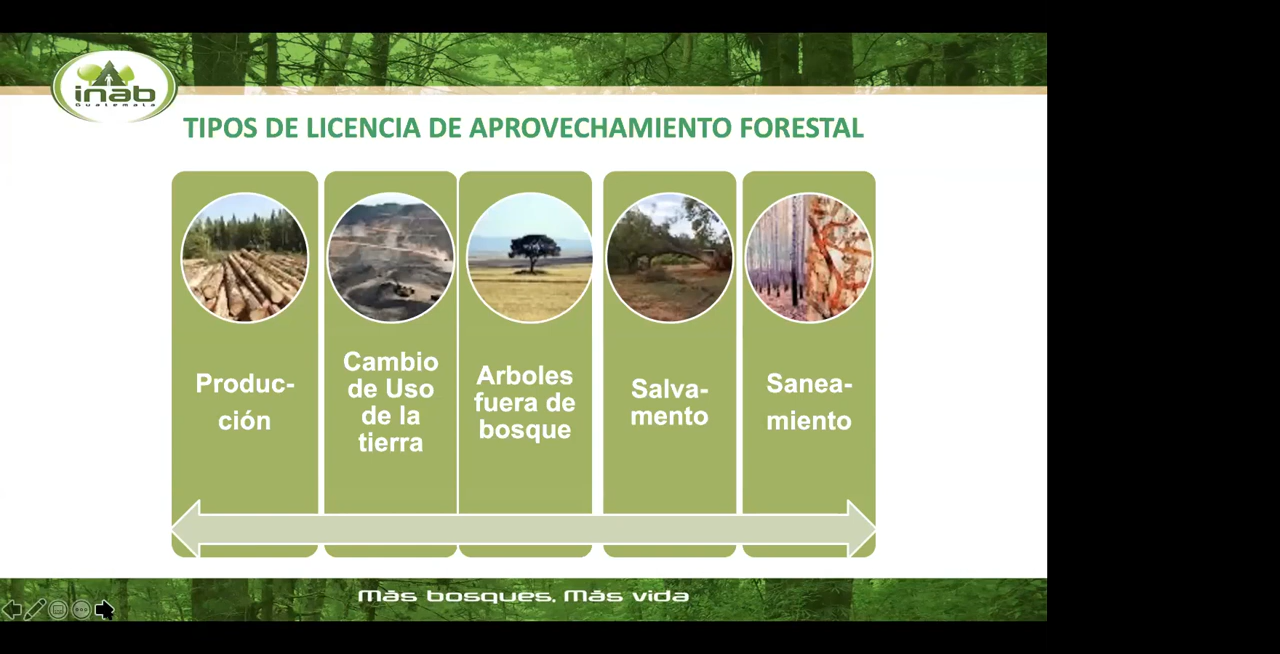 inab
Guatemala
TIPOS DE LICENCIA DE APROVECHAMIENTO FORESTAL
Produc-
ción
Cambio
de Uso
de la
tierra
Arboles
fuera de
bosque
Salva-
mento
Sanea-
miento
Más bosques, Más vida